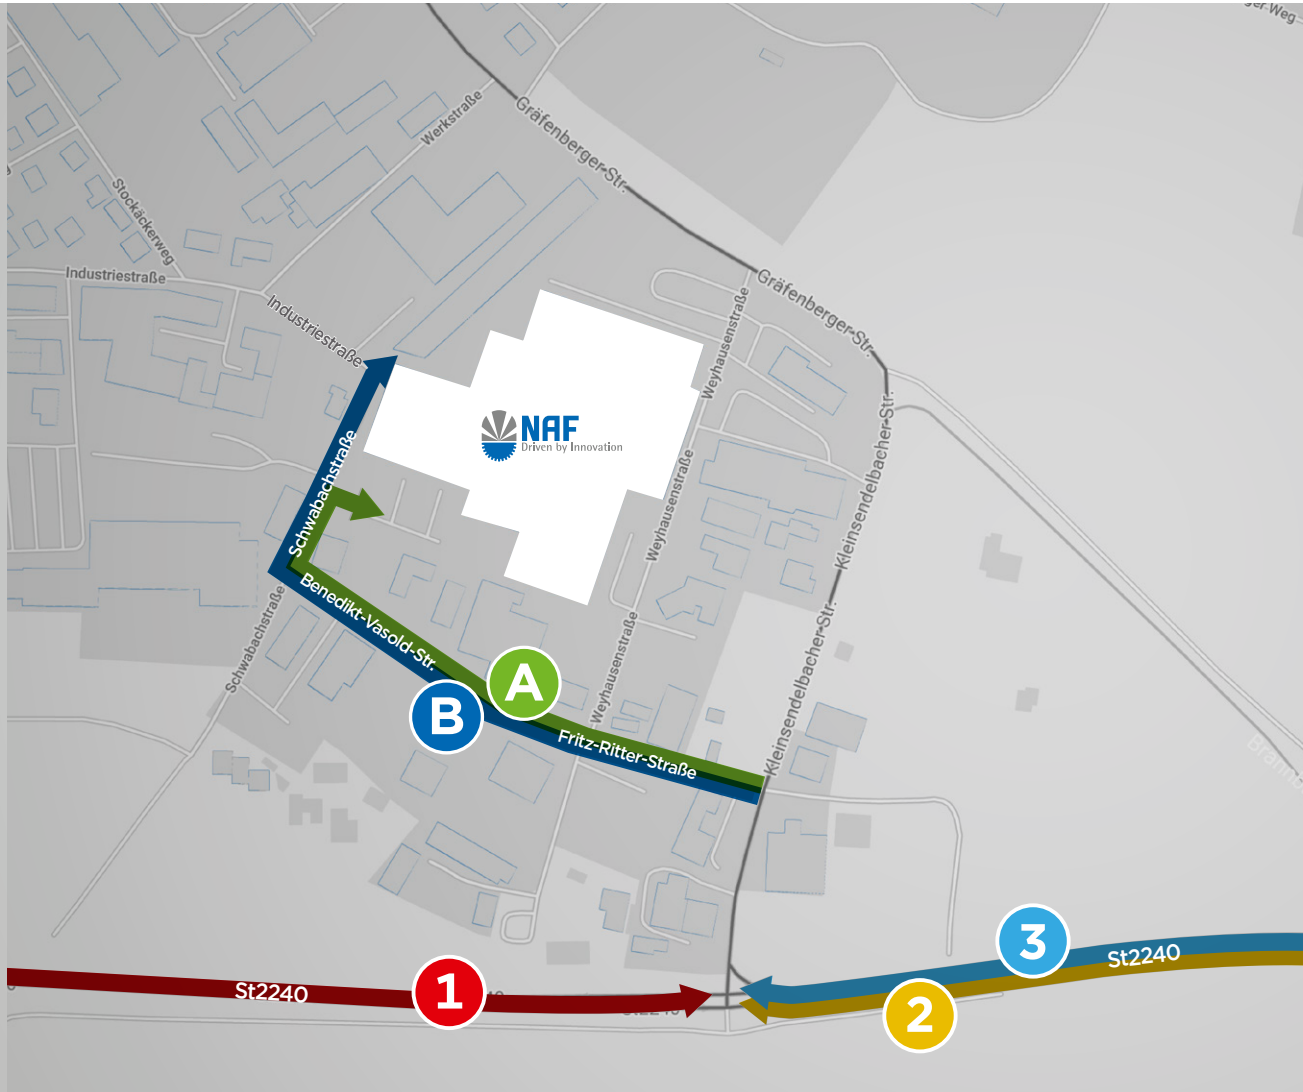 Werkstraße
Gräfenberger-Str.
Stockäckerweg
Industriestraße
Industriestraße
Gräfenberger-Str.
Weyhausenstraße
NAF
Driven by Innovation
Schwabachstraße
Weyhausenstraße
Kleinsendelbacher-Str.
Benedikt-Vasold-Str.
Schwabachstraße
Weyhausenstraße
Kleinsendelbacher-Str.
A
B
Fritz-Ritter-Straße
3
St2240
St2240
1
2